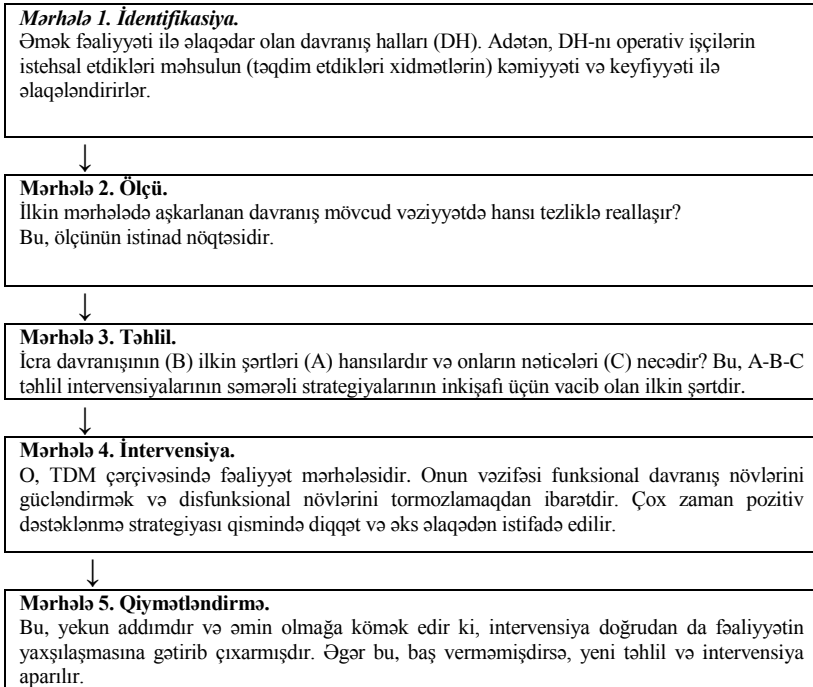 Mərhələ 1. İdentifikasiya.
Əmək fəaliyyəti ilə əlaqədar olan davranış halları (DH). Adətən, DH-nı operativ işçilərin
istehsal etdikləri məhsulun (təqdim etdikləri xidmətlərin) kəmiyyəti və keyfiyyəti ilə
əlaqələndirirlər.
Mərhələ 2. Ölçü.
İlkin mərhələdə aşkarlanan davranış mövcud vəziyyətdə hansı tezliklə reallaşır?
Bu, ölçünün istinad nöqtəsidir.
Mərhələ 3. Təhlil.
İcra davranışının (B) ilkin şərtləri (A) hansılardır və onların nəticələri (C) necədir? Bu, A-B-C
təhlil intervensiyalarının səmərəli strategiyalarının inkişafı üçün vacib olan ilkin şərtdir.
Mərhələ 4. İntervensiya.
O, TDM çərçivəsində fəaliyyət mərhələsidir. Onun vəzifəsi funksional davranış növlərini
gücləndirmək və disfunksional növlərini tormozlamaqdan ibarətdir. Çox zaman pozitiv
dəstəklənmə strategiyası qismində diqqət və əks əlaqədən istifadə edilir.
Mərhələ 5. Qiymətləndirmə.
Bu, yekun addımdır və əmin olmağa kömək edir ki, intervensiya doğrudan da fəaliyyətin
yaxşılaşmasına gətirib çıxarmışdır. Əgər bu, baş verməmişdirsə, yeni təhlil və intervensiya
aparılır.